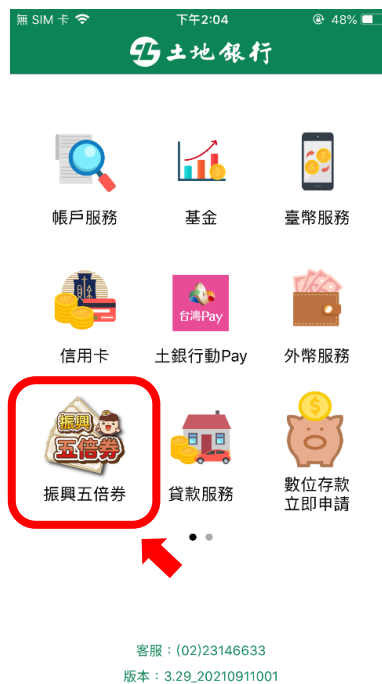 無 SIM 卡 下午2:04 48%
土地銀行
帳戶服務 基金 臺幣服務
台灣Pay
信用卡 土銀行動Pay 外幣服務
振興
五倍券
振興五倍券 貸款服務 數位存款
立即申請
客服：(02)23146633
版本：3.29_20210911001